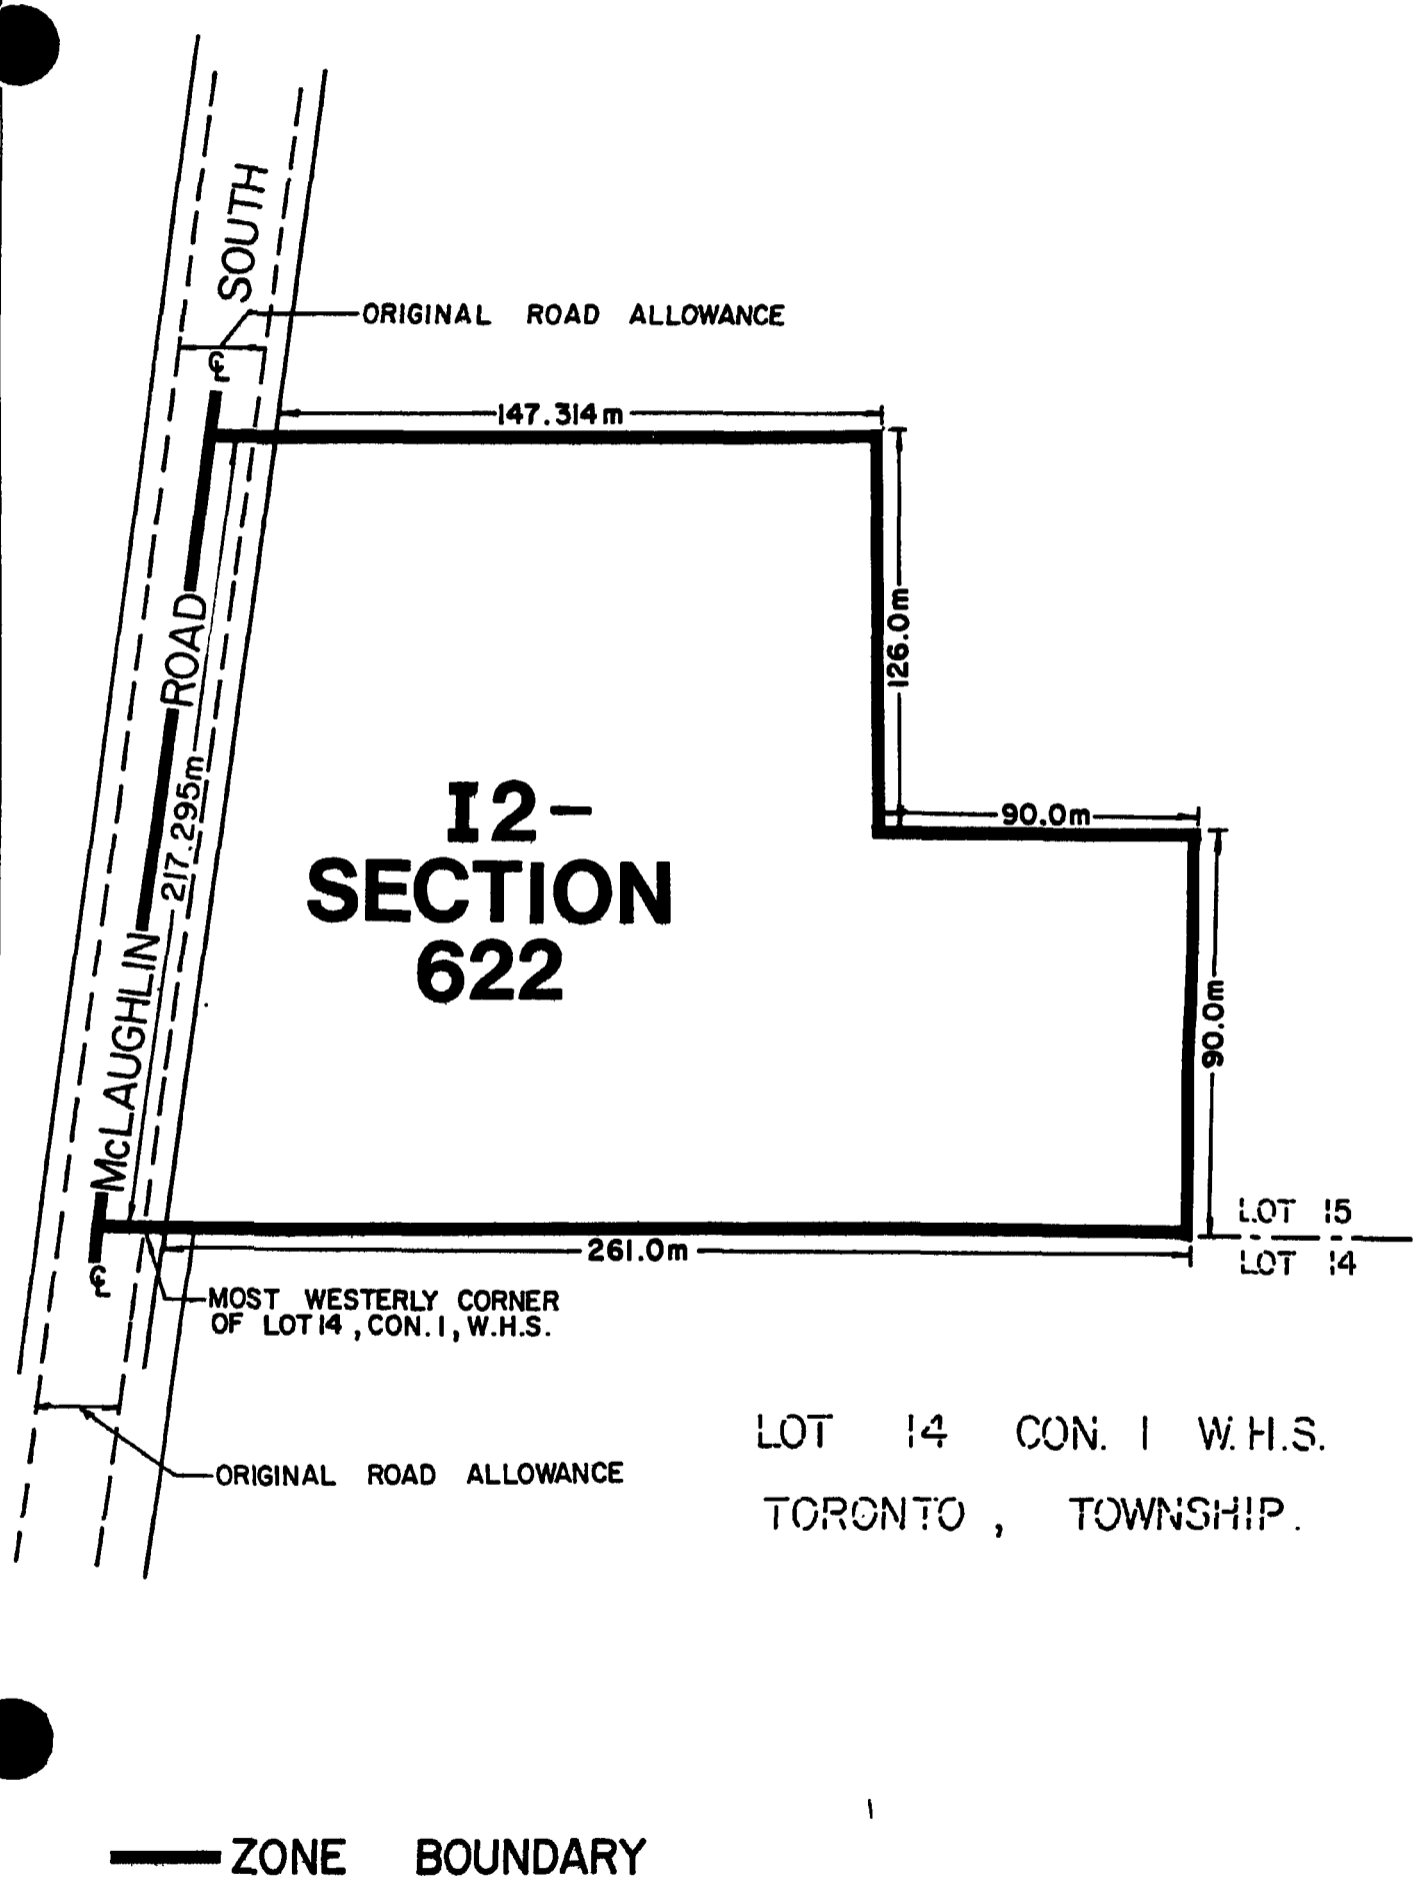 SOUTH
ORIGINAL ROAD ALLOWANCE
℄
147.314m
126.0m
ROAD
217.295m
I2-
SECTION
622
90.0m
McLAUGHLIN
90.0m
LOT 15
LOT 14
261.0m
℄
MOST WESTERLY CORNER
OF LOT 14, CON. 1, W.H.S.
LOT 14 CON. 1 W.H.S.
ORIGINAL ROAD ALLOWANCE
TORONTO, TOWNSHIP.
ZONE BOUNDARY